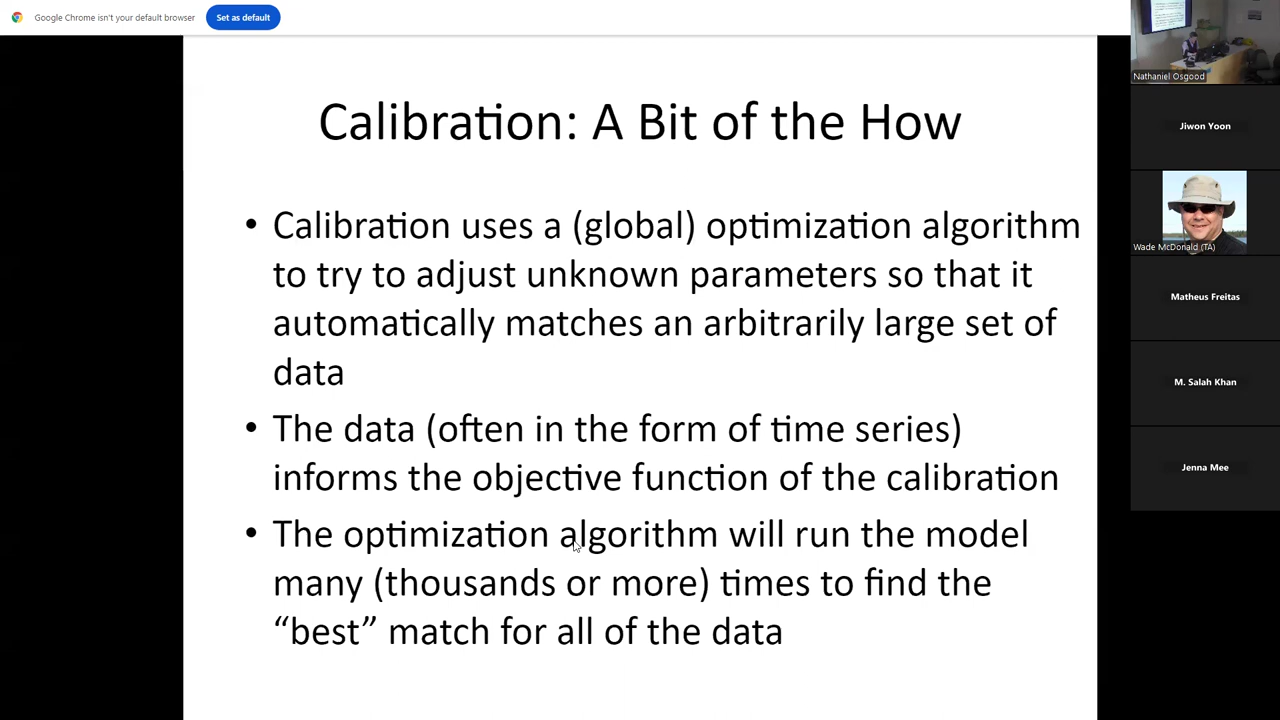 Google Chrome isn't your default browser
Set as default
Calibration: A Bit of the How
• Calibration uses a (global) optimization algorithm
to try to adjust unknown parameters so that it
automatically matches an arbitrarily large set of
data
• The data (often in the form of time series)
informs the objective function of the calibration
• The optimization algorithm will run the model
many (thousands or more) times to find the
“best” match for all of the data
Nathaniel Osgood
Jiwon Yoon
Wade McDonald (TA)
Matheus Freitas
M. Salah Khan
Jenna Mee